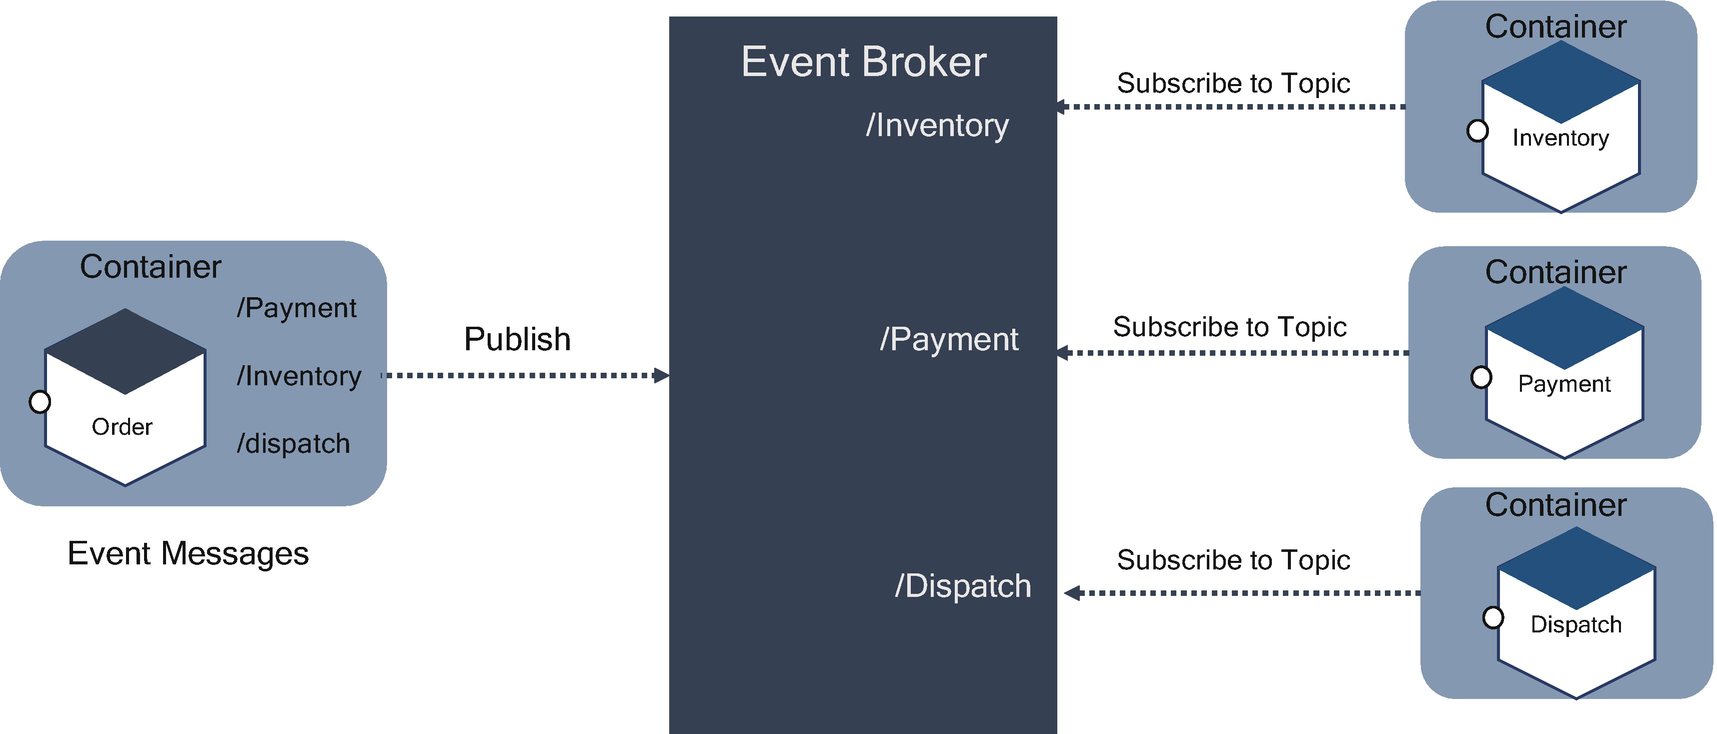 Container
/Payment
/Inventory
/dispatch
Order
Event Messages
Publish
Event Broker
/Inventory
/Payment
/Dispatch
Subscribe to Topic
Container
Inventory
Subscribe to Topic
Container
Payment
Subscribe to Topic
Container
Dispatch